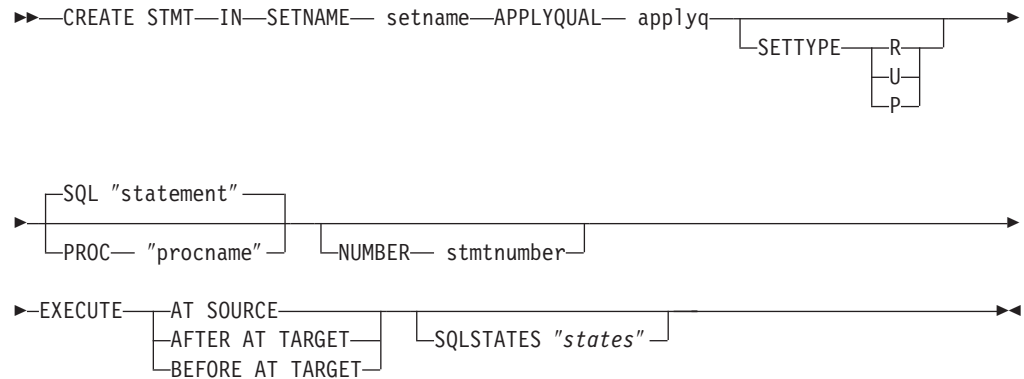 CREATE STMT IN SETNAME setname APPLYQUAL applyq
SETTYPE R
U
P
SQL "statement"
PROC "procname"
NUMBER stmtnumber
EXECUTE AT SOURCE
AFTER AT TARGET
BEFORE AT TARGET
SQLSTATES "states"